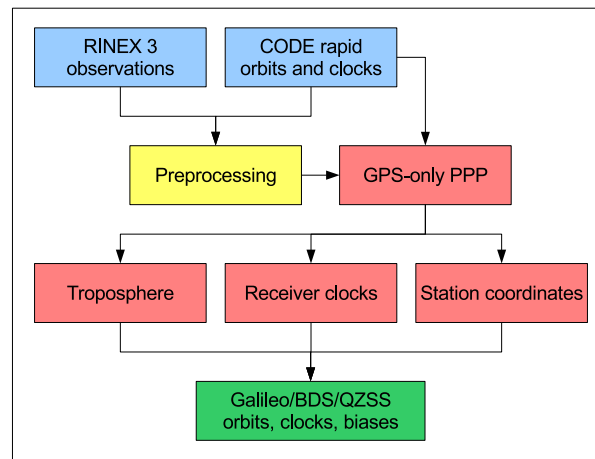 RINEX 3
observations
CODE rapid
orbits and clocks
Preprocessing
GPS-only PPP
Troposphere
Receiver clocks
Station coordinates
Galileo/BDS/QZSS
orbits, clocks, biases